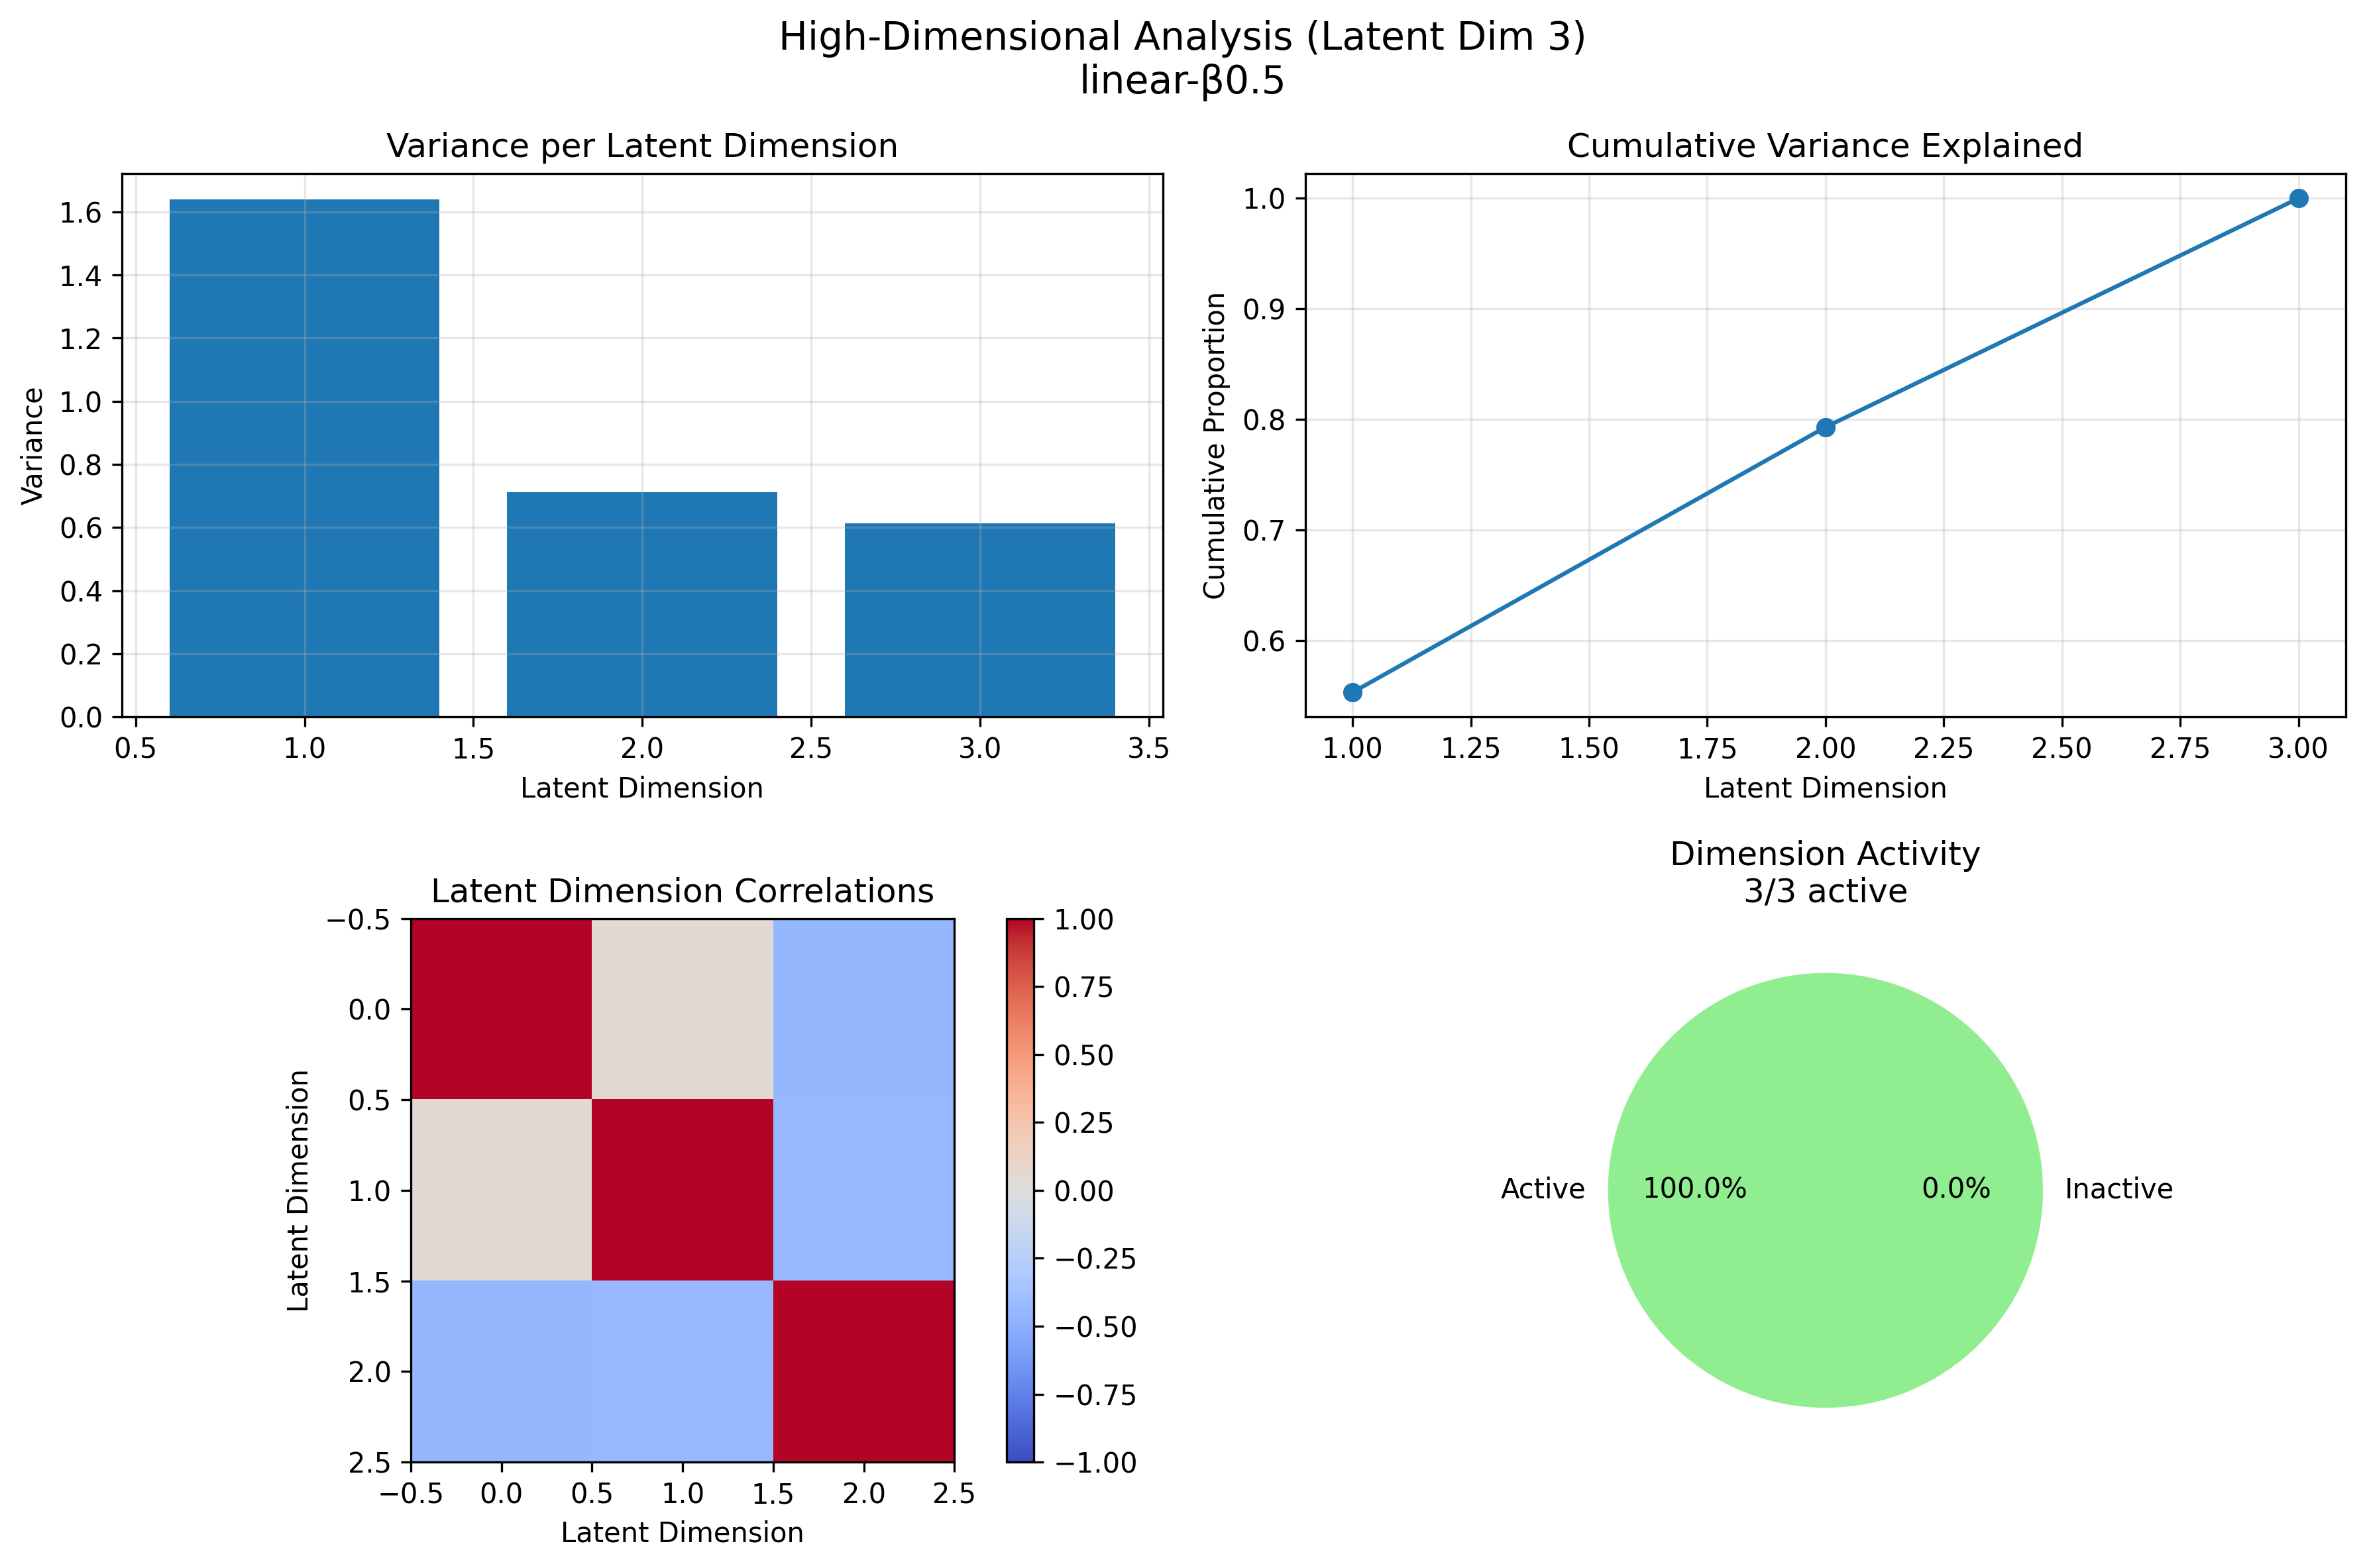 High-Dimensional Analysis (Latent Dim 3)
linear-β0.5
Variance per Latent Dimension
Variance
1.6
1.4
1.2
1.0
0.8
0.6
0.4
0.2
0.0
0.5 1.0 1.5 2.0 2.5 3.0 3.5
Latent Dimension
Cumulative Variance Explained
Cumulative Proportion
1.0
0.9
0.8
0.7
0.6
1.00 1.25 1.50 1.75 2.00 2.25 2.50 2.75 3.00
Latent Dimension
Latent Dimension Correlations
Latent Dimension
−0.5
0.0
0.5
1.0
1.5
2.0
2.5
−0.5 0.0 0.5 1.0 1.5 2.0 2.5
Latent Dimension
1.00
0.75
0.50
0.25
0.00
−0.25
−0.50
−0.75
−1.00
Dimension Activity
3/3 active
Active 100.0% 0.0% Inactive